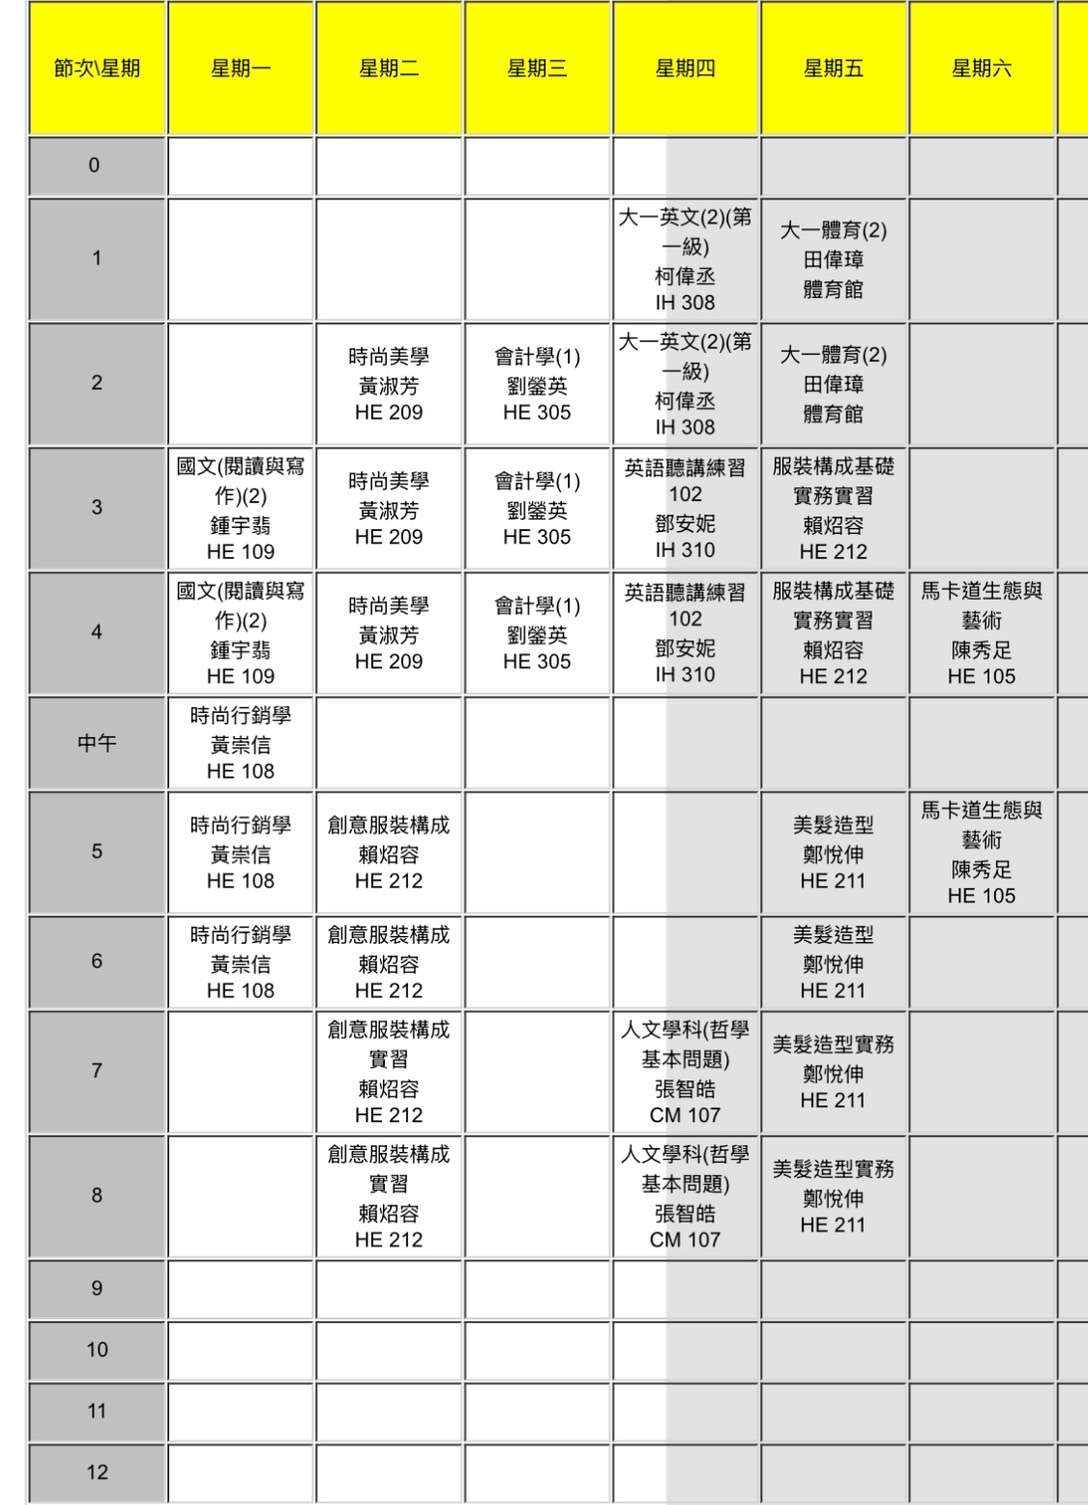 節次\星期
星期一
星期二
星期三
星期四
星期五
星期六
0
1
大一英文(2)(第
一級)
柯偉丞
IH 308
大一體育(2)
田偉璋
體育館
2
時尚美學
黃淑芳
HE 209
會計學(1)
劉鎣英
HE 305
大一英文(2)(第
一級)
柯偉丞
IH 308
大一體育(2)
田偉璋
體育館
3
國文(閱讀與寫
作)(2)
鍾宇翡
HE 109
時尚美學
黃淑芳
HE 209
會計學(1)
劉鎣英
HE 305
英語聽講練習
102
鄧安妮
IH 310
服裝構成基礎
實務實習
賴炤容
HE 212
4
國文(閱讀與寫
作)(2)
鍾宇翡
HE 109
時尚美學
黃淑芳
HE 209
會計學(1)
劉鎣英
HE 305
英語聽講練習
102
鄧安妮
IH 310
服裝構成基礎
實務實習
賴炤容
HE 212
馬卡道生態與
藝術
陳秀足
HE 105
中午
時尚行銷學
黃崇信
HE 108
5
時尚行銷學
黃崇信
HE 108
創意服裝構成
賴炤容
HE 212
美髮造型
鄭悅伸
HE 211
馬卡道生態與
藝術
陳秀足
HE 105
6
時尚行銷學
黃崇信
HE 108
創意服裝構成
賴炤容
HE 212
美髮造型
鄭悅伸
HE 211
7
創意服裝構成
實習
賴炤容
HE 212
人文學科(哲學
基本問題)
張智皓
CM 107
美髮造型實務
鄭悅伸
HE 211
8
創意服裝構成
實習
賴炤容
HE 212
人文學科(哲學
基本問題)
張智皓
CM 107
美髮造型實務
鄭悅伸
HE 211
9
10
11
12